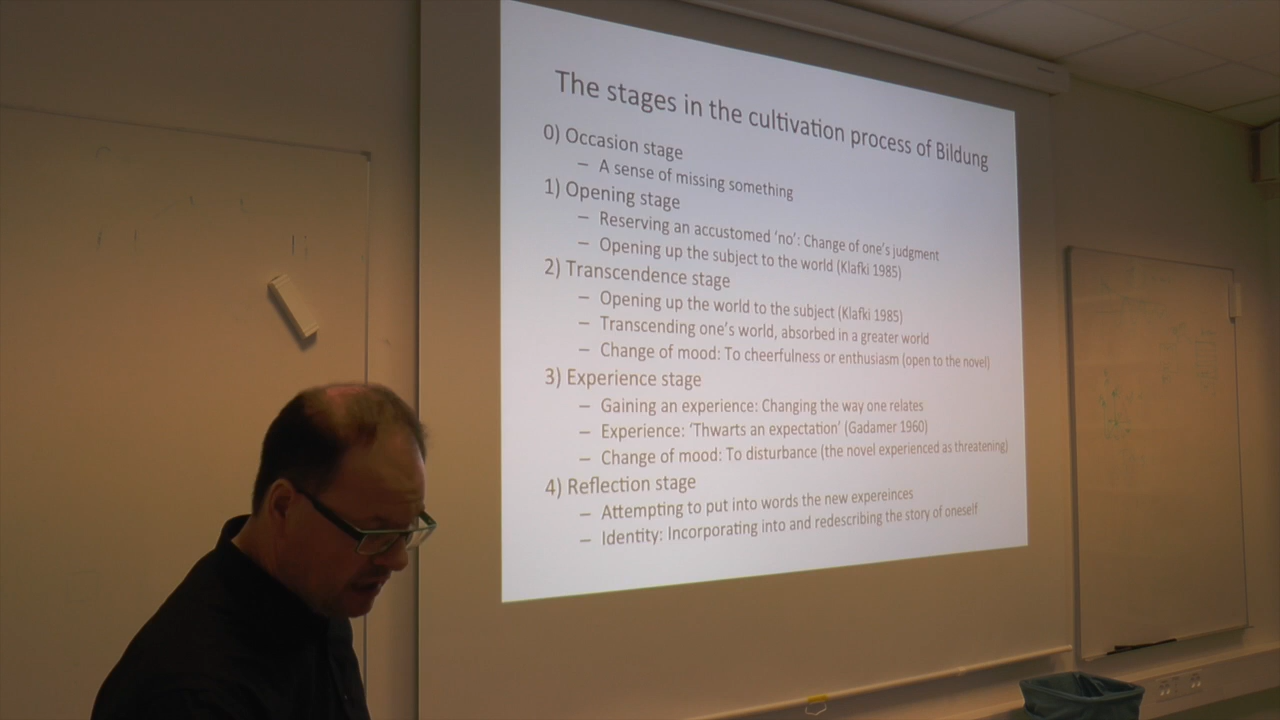 The stages in the cultivation process of Bildung
0) Occasion stage
– A sense of missing something
1) Opening stage
– Reserving an accustomed ‘no’: Change of one’s judgment
– Opening up the subject to the world (Klafki 1985)
2) Transcendence stage
– Opening up the world to the subject (Klafki 1985)
– Transcending one’s world, absorbed in a greater world
– Change of mood: To cheerfulness or enthusiasm (open to the novel)
3) Experience stage
– Gaining an experience: Changing the way one relates
– Experience: ‘Thwarts an expectation’ (Gadamer 1960)
– Change of mood: To disturbance (the novel experienced as threatening)
4) Reflection stage
– Attempting to put into words the new expereinces
– Identity: Incorporating into and redescribing the story of oneself